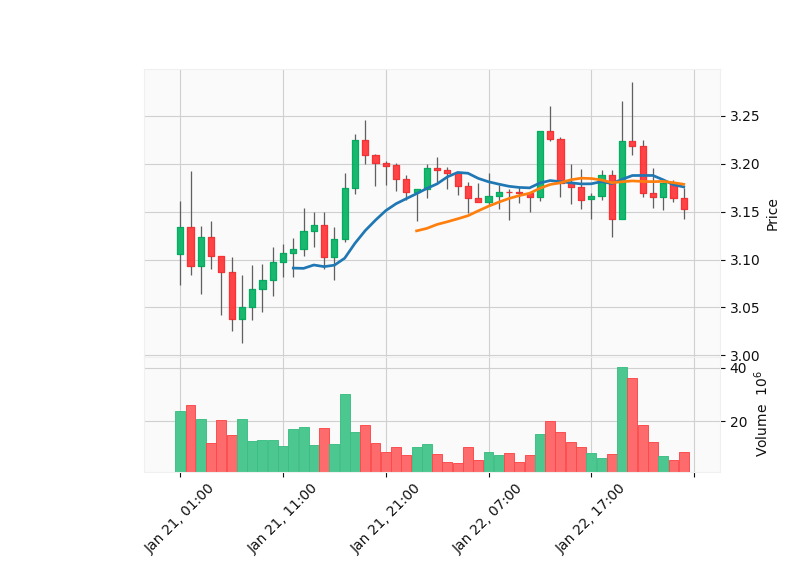 3.25
3.20
3.15
3.10
3.05
3.00
Price
40
20
Volume 10^6
Jan 21, 01:00
Jan 21, 11:00
Jan 21, 21:00
Jan 22, 07:00
Jan 22, 17:00